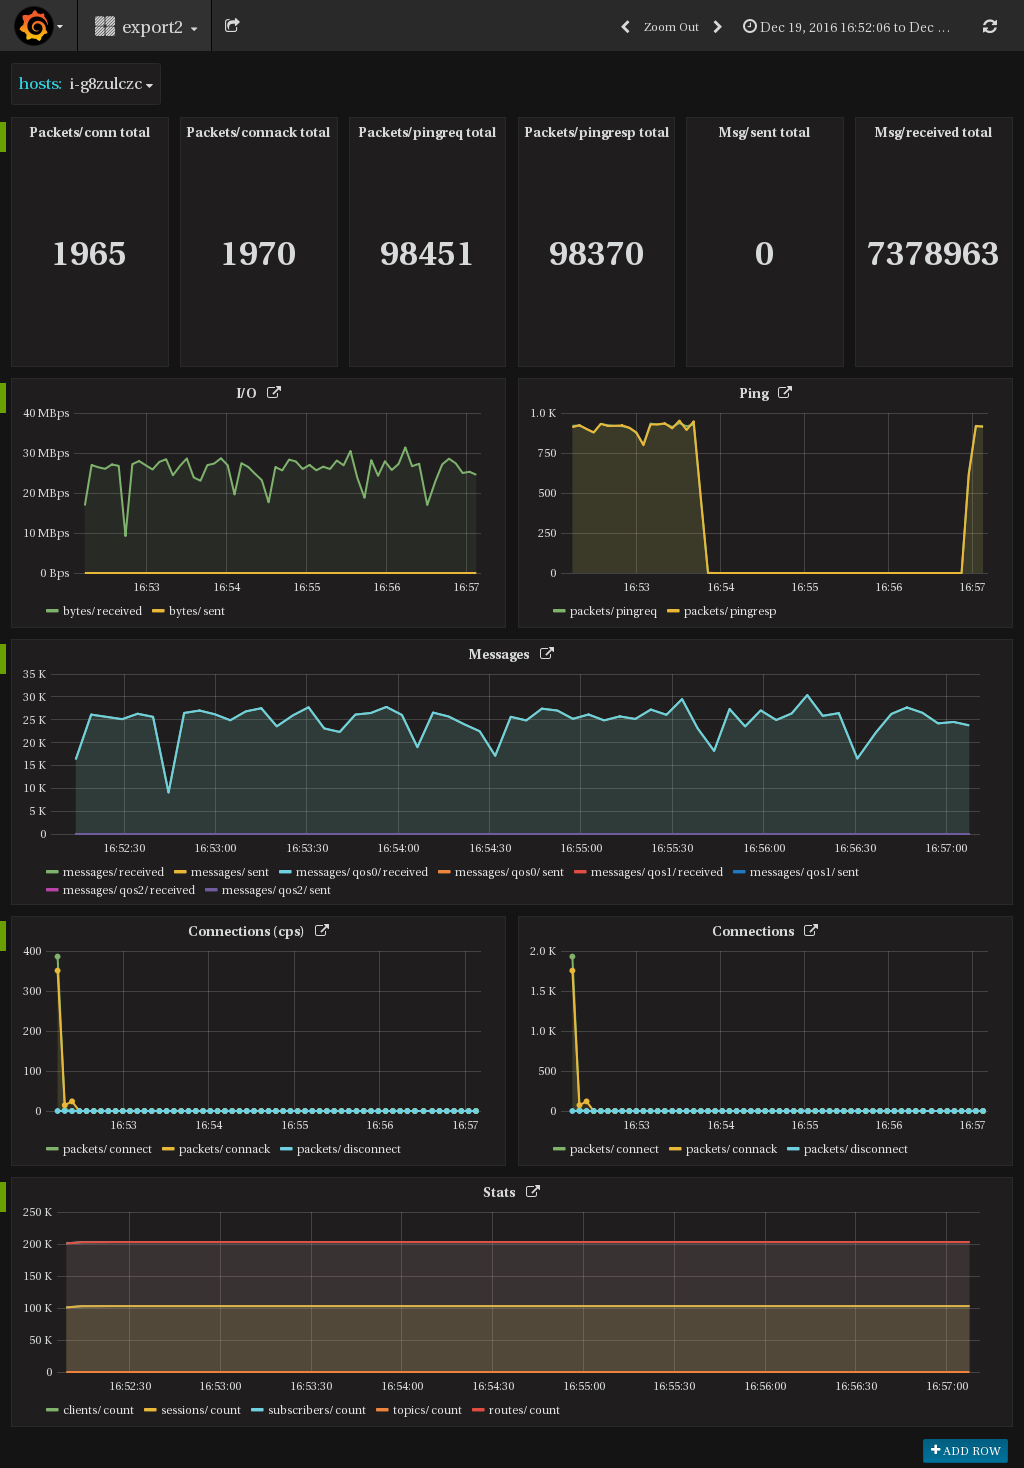 export2
Zoom Out
Dec 19, 2016 16:52:06 to Dec ...
hosts: i-g8zulczc
Packets/conn total Packets/connack total Packets/pingreq total Packets/pingresp total Msg/sent total Msg/received total
1965 1970 98451 98370 0 7378963
I/O
40 MBps
30 MBps
20 MBps
10 MBps
0 Bps
16:53 16:54 16:55 16:56 16:57
bytes/received bytes/sent
Ping
1.0 K
750
500
250
0
16:53 16:54 16:55 16:56 16:57
packets/pingreq packets/pingresp
Messages
35 K
30 K
25 K
20 K
15 K
10 K
5 K
0
16:52:30 16:53:00 16:53:30 16:54:00 16:54:30 16:55:00 16:55:30 16:56:00 16:56:30 16:57:00
messages/received messages/sent messages/qos0/received messages/qos0/sent messages/qos1/received messages/qos1/sent
messages/qos2/received messages/qos2/sent
Connections (cps)
400
300
200
100
0
16:53 16:54 16:55 16:56 16:57
packets/connect packets/connack packets/disconnect
Connections
2.0 K
1.5 K
1.0 K
500
0
16:53 16:54 16:55 16:56 16:57
packets/connect packets/connack packets/disconnect
Stats
250 K
200 K
150 K
100 K
50 K
0
16:52:30 16:53:00 16:53:30 16:54:00 16:54:30 16:55:00 16:55:30 16:56:00 16:56:30 16:57:00
clients/count sessions/count subscribers/count topics/count routes/count
ADD ROW